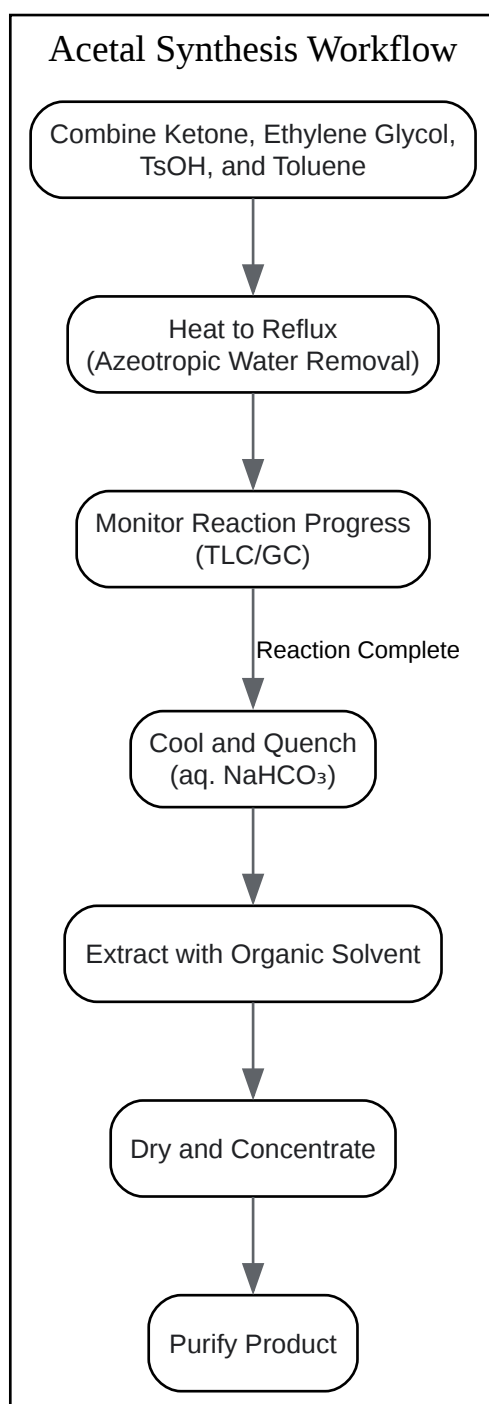 Acetal Synthesis Workflow
Combine Ketone, Ethylene Glycol,
TsOH, and Toluene
Heat to Reflux
(Azeotropic Water Removal)
Monitor Reaction Progress
(TLC/GC)
Reaction Complete
Cool and Quench
(aq. NaHCO₃)
Extract with Organic Solvent
Dry and Concentrate
Purify Product